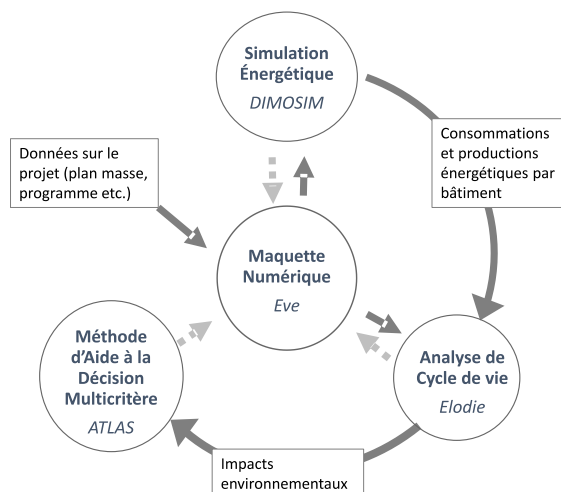 Simulation
Énergétique
DIMOSIM
Consommations
et productions
énergétiques par
bâtiment
Données sur le
projet (plan masse,
programme etc.)
Maquette
Numérique
Eve
Méthode
d'Aide à la
Décision
Multicritère
ATLAS
Analyse de
Cycle de vie
Elodie
Impacts
environnementaux